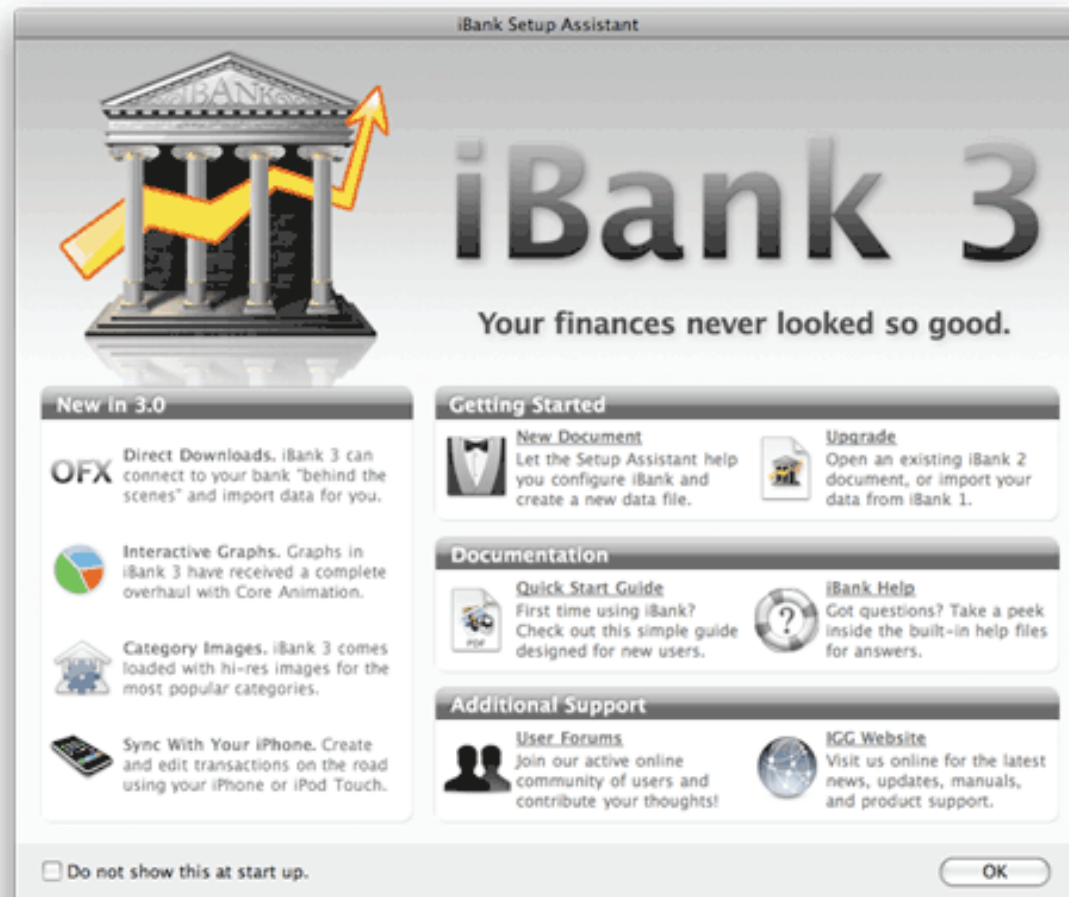 iBank Setup Assistant
iBANK
iBank 3
Your finances never looked so good.
New in 3.0
OFX
Direct Downloads. iBank 3 can
connect to your bank "behind the
scenes" and import data for you.
Interactive Graphs. Graphs in
iBank 3 have received a complete
overhaul with Core Animation.
Category Images. iBank 3 comes
loaded with hi-res images for the
most popular categories.
Sync With Your iPhone. Create
and edit transactions on the road
using your iPhone or iPod Touch.
Getting Started
New Document
Let the Setup Assistant help
you configure iBank and
create a new data file.
Upgrade
Open an existing iBank 2
document, or import your
data from iBank 1.
Documentation
PDF
Quick Start Guide
First time using iBank?
Check out this simple guide
designed for new users.
?
iBank Help
Got questions? Take a peek
inside the built-in help files
for answers.
Additional Support
User Forums
Join our active online
community of users and
contribute your thoughts!
IGG Website
Visit us online for the latest
news, updates, manuals,
and product support.
Do not show this at start up.
OK